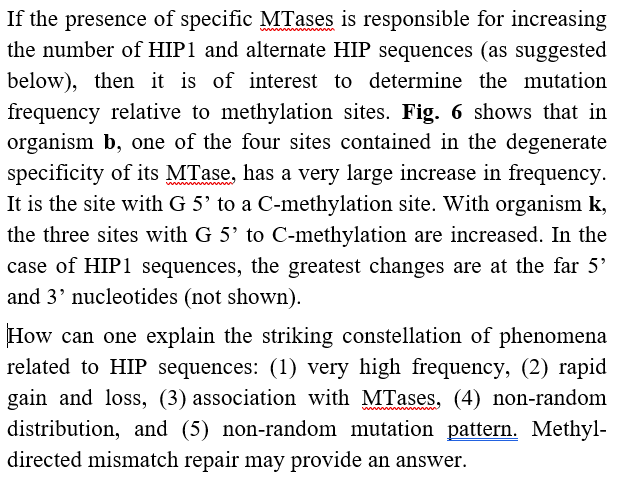 If the presence of specific MTases is responsible for increasing
the number of HIP1 and alternate HIP sequences (as suggested
below), then it is of interest to determine the mutation
frequency relative to methylation sites. Fig. 6 shows that in
organism b, one of the four sites contained in the degenerate
specificity of its MTase, has a very large increase in frequency.
It is the site with G 5’ to a C-methylation site. With organism k,
the three sites with G 5’ to C-methylation are increased. In the
case of HIP1 sequences, the greatest changes are at the far 5’
and 3’ nucleotides (not shown).
How can one explain the striking constellation of phenomena
related to HIP sequences: (1) very high frequency, (2) rapid
gain and loss, (3) association with MTases, (4) non-random
distribution, and (5) non-random mutation pattern. Methyl-
directed mismatch repair may provide an answer.